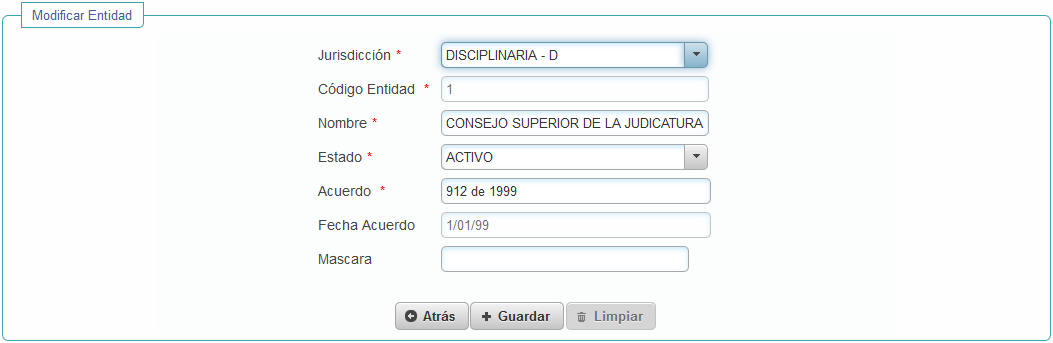 Modificar Entidad
Jurisdicción * DISCIPLINARIA - D
Código Entidad * 1
Nombre * CONSEJO SUPERIOR DE LA JUDICATURA
Estado * ACTIVO
Acuerdo * 912 de 1999
Fecha Acuerdo 1/01/99
Mascara
Atrás Guardar Limpiar